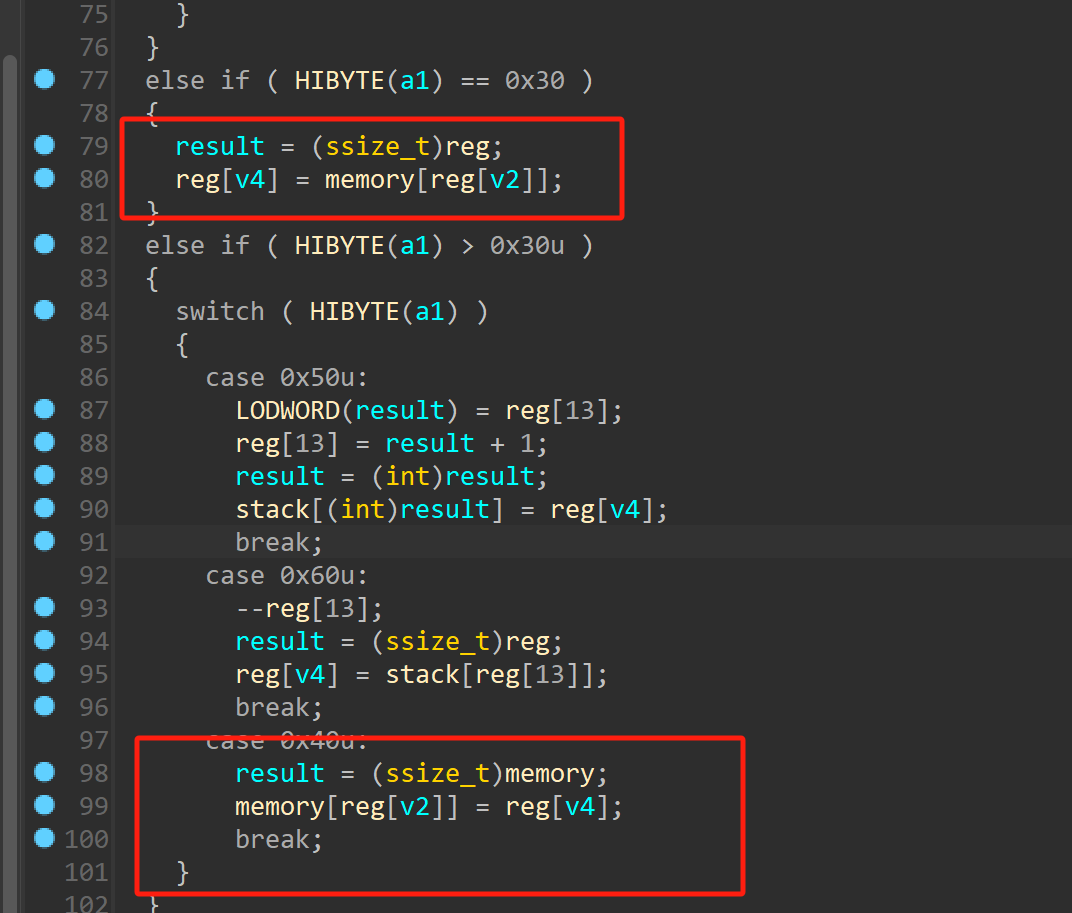 75 }
76 }
77 else if ( HIBYTE(a1) == 0x30 )
78 {
79 result = (ssize_t)reg;
80 reg[v4] = memory[reg[v2]];
81 }
82 else if ( HIBYTE(a1) > 0x30u )
83 {
84 switch ( HIBYTE(a1) )
85 {
86 case 0x50u:
87 LODWORD(result) = reg[13];
88 reg[13] = result + 1;
89 result = (int)result;
90 stack[(int)result] = reg[v4];
91 break;
92 case 0x60u:
93 --reg[13];
94 result = (ssize_t)reg;
95 reg[v4] = stack[reg[13]];
96 break;
97 case 0x40u:
98 result = (ssize_t)memory;
99 memory[reg[v2]] = reg[v4];
100 break;
101 }
102 }